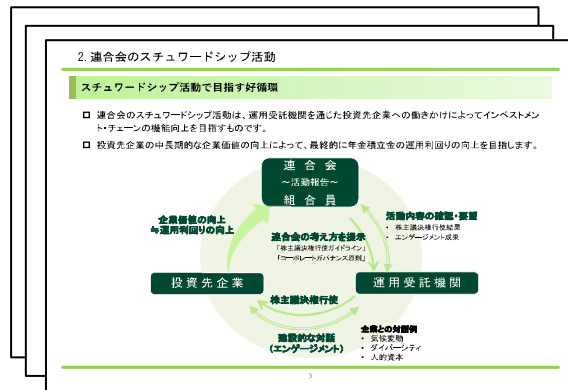 2. 連合会のスチュワードシップ活動
スチュワードシップ活動で目指す好循環
連合会のスチュワードシップ活動は、運用受託機関を通じた投資先企業への働きかけによってインベストメン
ト・チェーンの機能向上を目指すものです。
投資先企業の中長期的な企業価値の向上によって、最終的に年金積立金の運用利回りの向上を目指します。
連 合 会
～活動報告～
組 合 員
企業価値の向上
≒運用利回りの向上
活動内容の確認・要望
• 株主議決権行使結果
• エンゲージメント成果
連合会の考え方を提示
「株主議決権行使ガイドライン」
「コーポレートガバナンス原則」
投 資 先 企 業
運 用 受 託 機 関
株主議決権行使
建設的な対話
(エンゲージメント)
企業との対話例
• 気候変動
• ダイバーシティ
• 人的資本
5